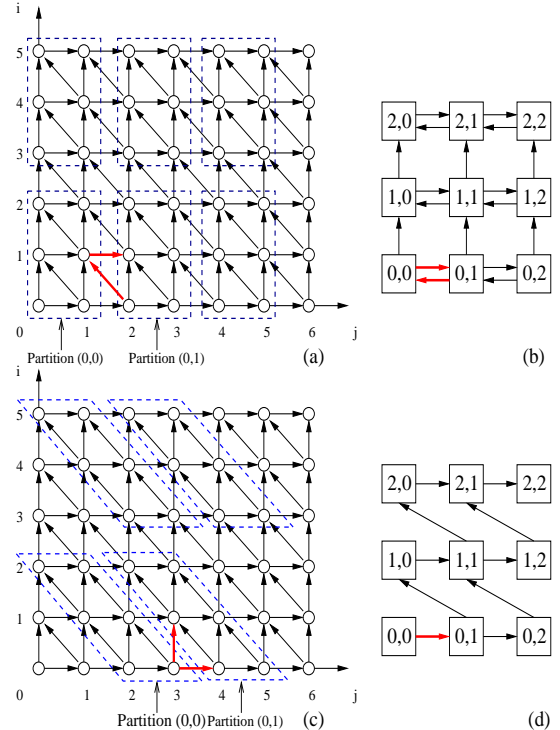 i
5
4
3
2
1
0 1 2 3 4 5 6 j
Partition (0,0) Partition (0,1) (a)
2,0 2,1 2,2
1,0 1,1 1,2
0,0 0,1 0,2
(b)
i
5
4
3
2
1
0 1 2 3 4 5 6 j
Partition (0,0) Partition (0,1) (c)
2,0 2,1 2,2
1,0 1,1 1,2
0,0 0,1 0,2
(d)